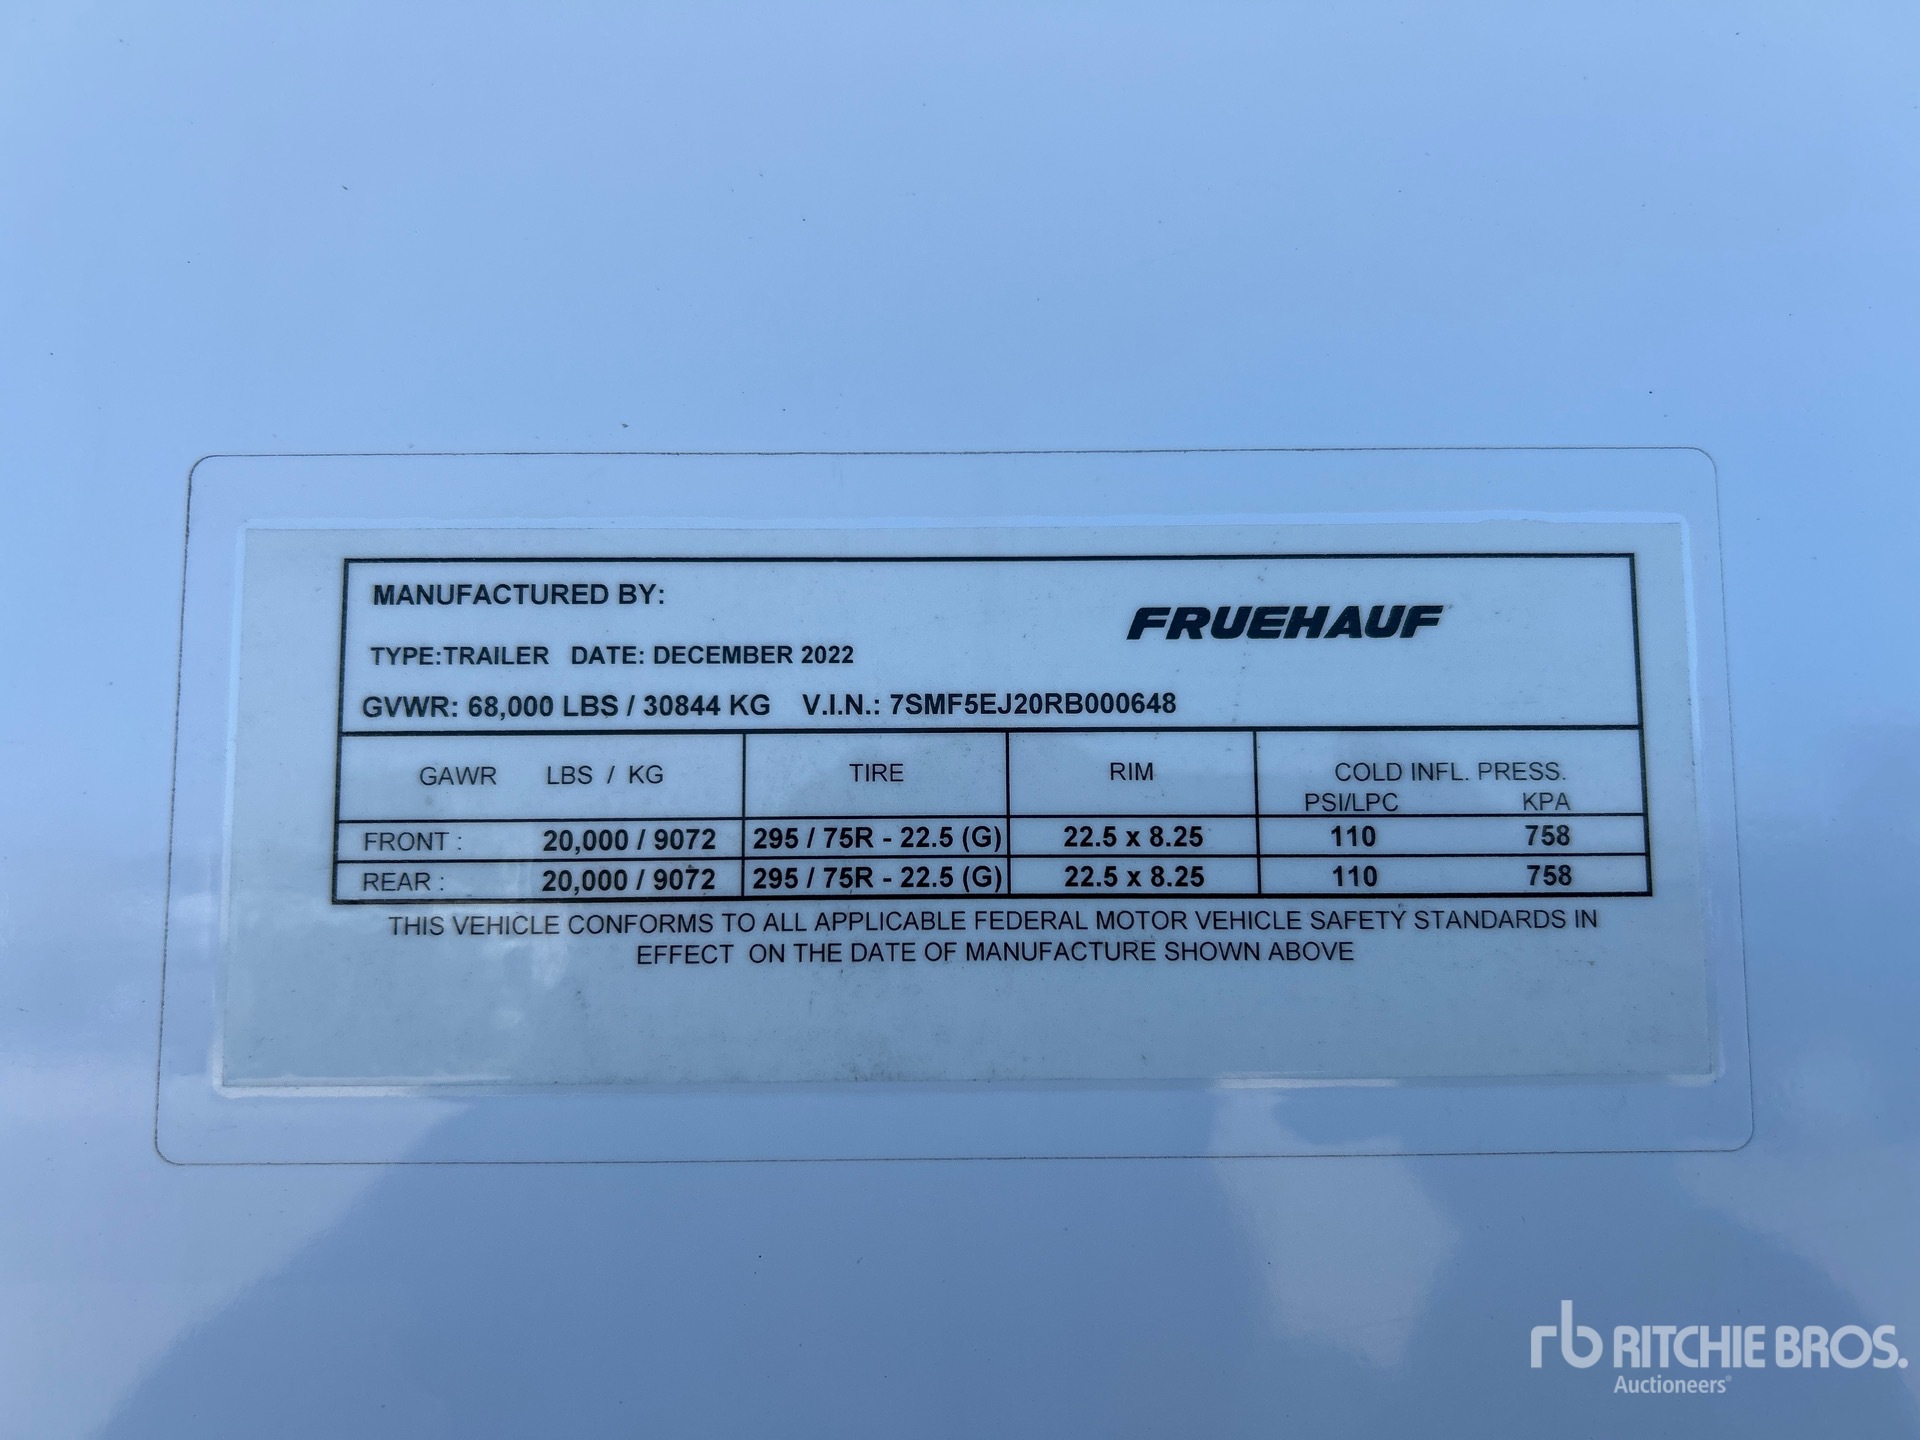 MANUFACTURED BY:
FRUEHAUF
TYPE:TRAILER DATE: DECEMBER 2022
GVWR: 68,000 LBS / 30844 KG V.I.N.: 7SMF5EJ20RB000648
GAWR LBS / KG TIRE RIM COLD INFL. PRESS.
PSI/LPC KPA
FRONT : 20,000 / 9072 295 / 75R - 22.5 (G) 22.5 x 8.25 110 758
REAR : 20,000 / 9072 295 / 75R - 22.5 (G) 22.5 x 8.25 110 758
THIS VEHICLE CONFORMS TO ALL APPLICABLE FEDERAL MOTOR VEHICLE SAFETY STANDARDS IN
EFFECT ON THE DATE OF MANUFACTURE SHOWN ABOVE
rb RITCHIE BROS.
Auctioneers